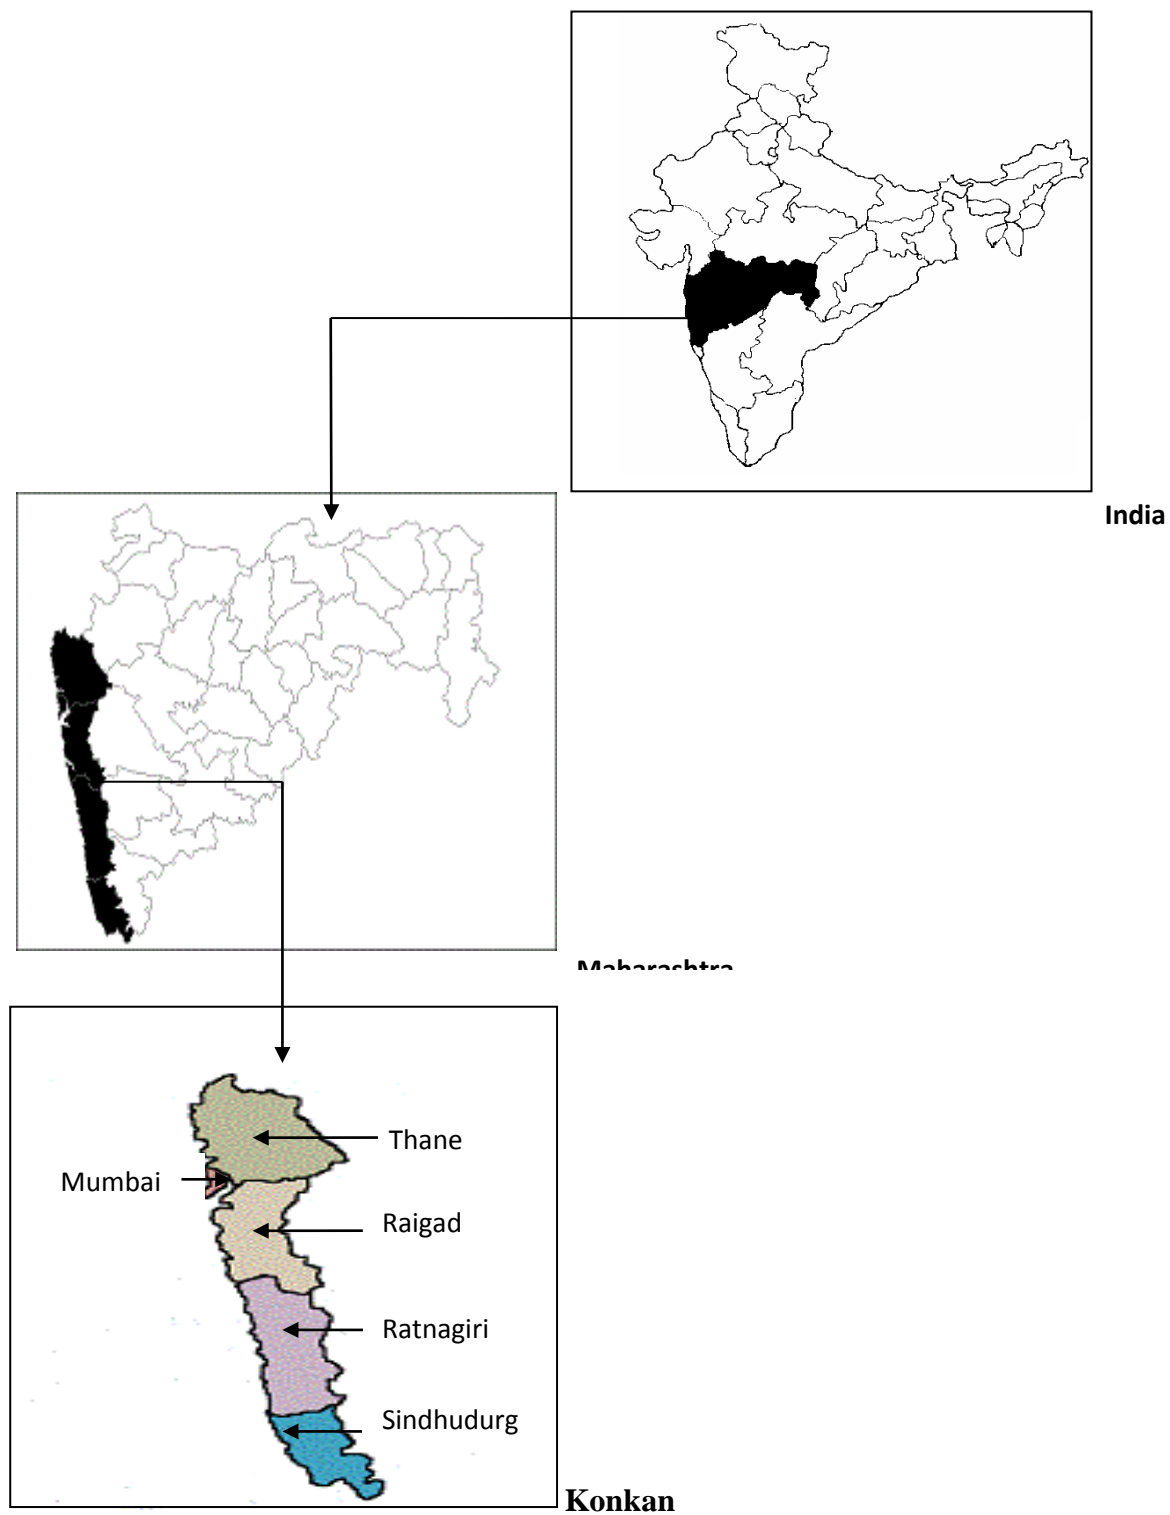 India
Maharashtra
Thane
Mumbai
Raigad
Ratnagiri
Sindhudurg
Konkan